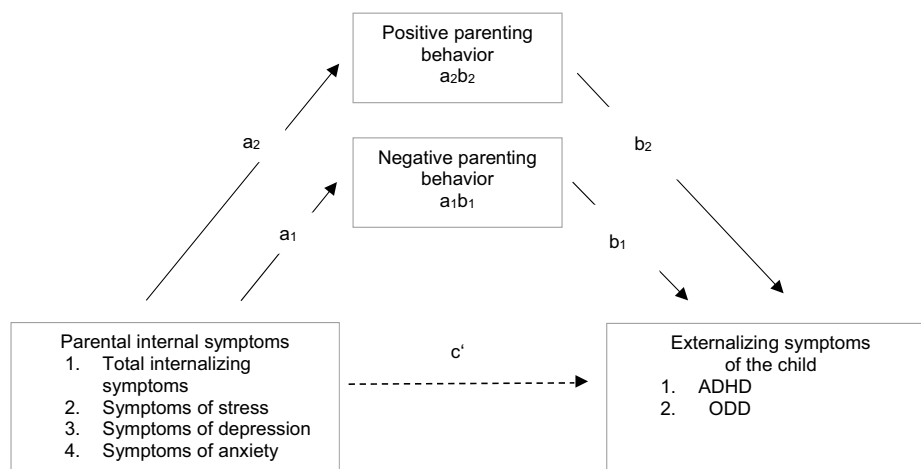 Positive parenting
behavior
a₂b₂
a₂
b₂
Negative parenting
behavior
a₁b₁
a₁
b₁
Parental internal symptoms
1. Total internalizing
symptoms
2. Symptoms of stress
3. Symptoms of depression
4. Symptoms of anxiety
c‘
Externalizing symptoms
of the child
1. ADHD
2. ODD